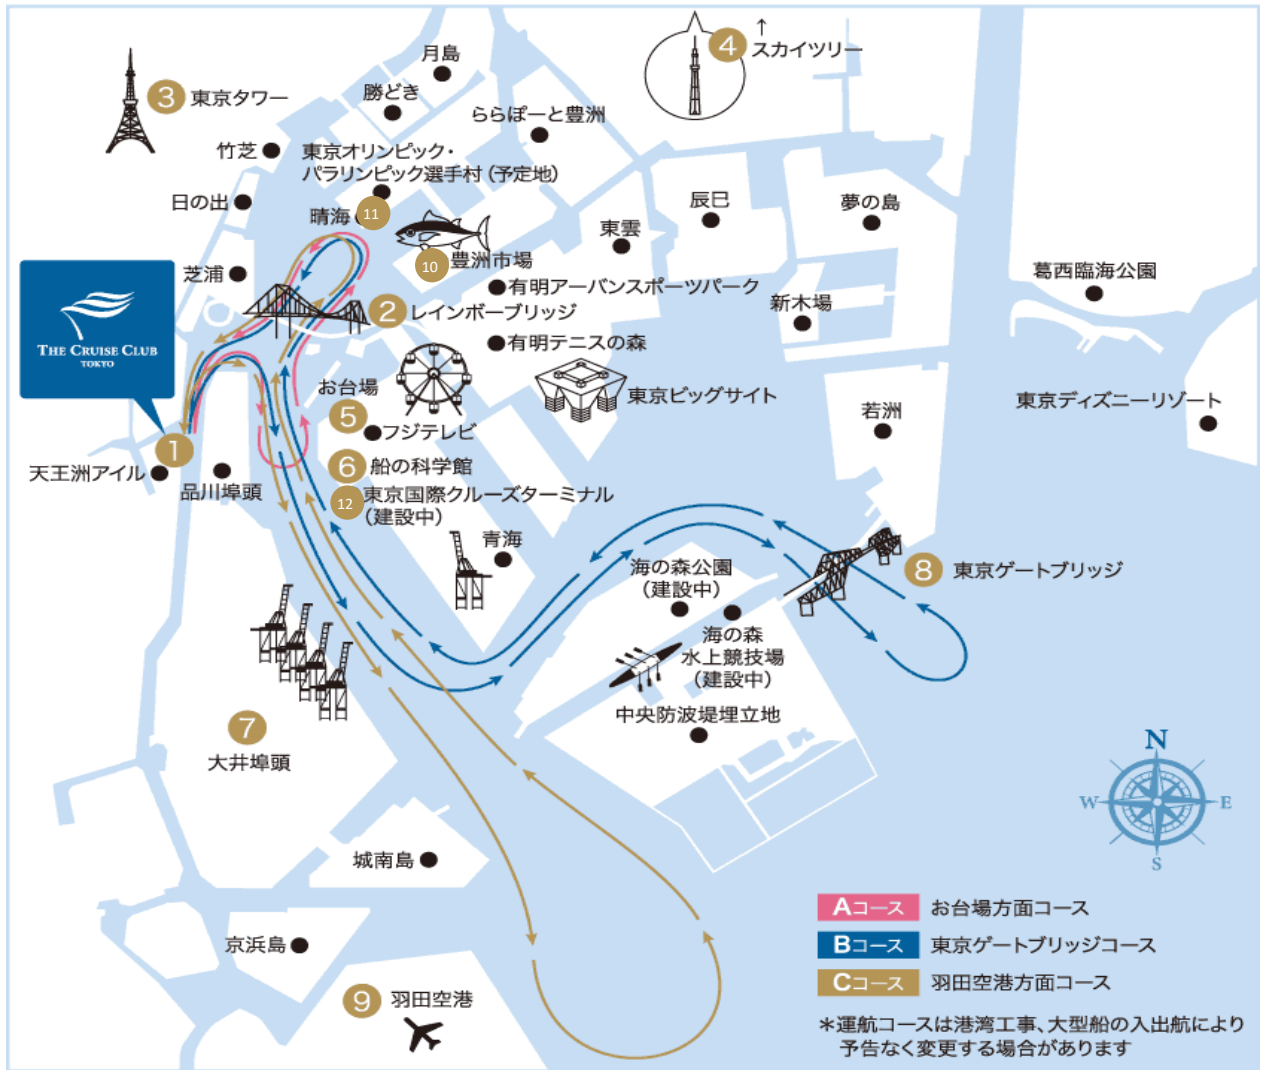 月島
4
↑
スカイツリー
3
東京タワー
勝どき
ららぽーと豊洲
竹芝
東京オリンピック・
パラリンピック選手村(予定地)
日の出
晴海
11
辰巳
夢の島
東雲
芝浦
10
豊洲市場
葛西臨海公園
有明アーバンスポーツパーク
新木場
2
レインボーブリッジ
THE CRUISE CLUB
TOKYO
有明テニスの森
お台場
東京ビッグサイト
東京ディズニーリゾート
若洲
5
フジテレビ
1
天王洲アイル
品川埠頭
6
船の科学館
12
東京国際クルーズターミナル
(建設中)
青海
海の森公園
(建設中)
8
東京ゲートブリッジ
海の森
水上競技場
(建設中)
中央防波堤埋立地
7
大井埠頭
N
W
E
S
城南島
京浜島
9
羽田空港
Aコース
お台場方面コース
Bコース
東京ゲートブリッジコース
Cコース
羽田空港方面コース
*運航コースは港湾工事、大型船の入出航により
予告なく変更する場合があります